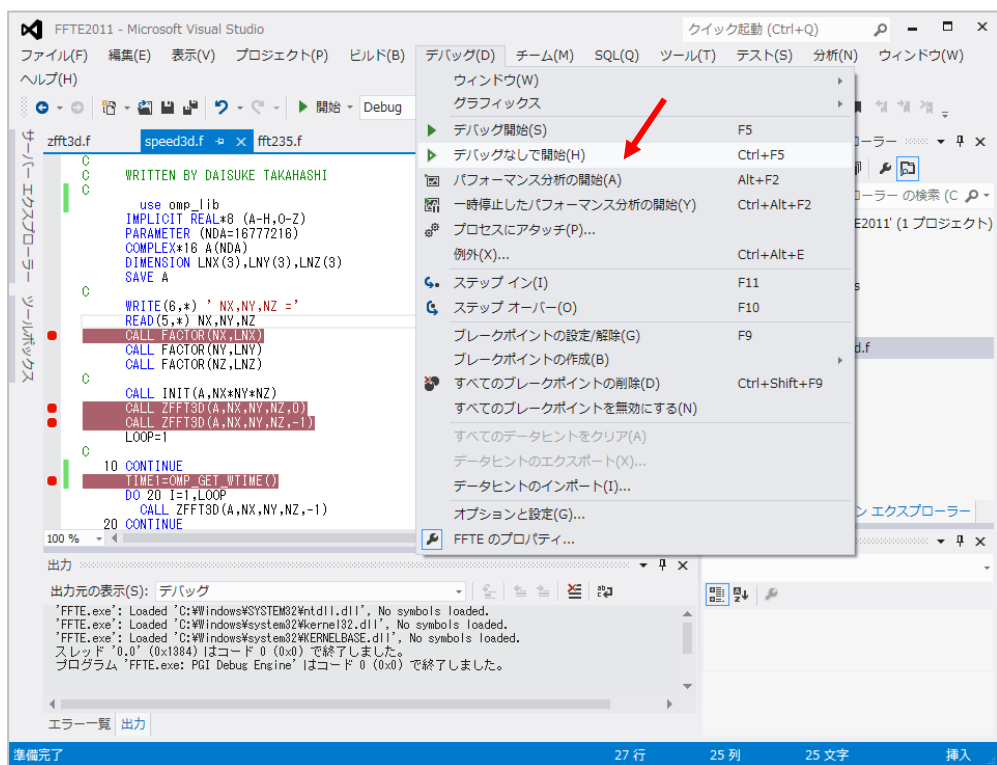 FFTE2011 - Microsoft Visual Studio
クイック起動 (Ctrl+Q)
ファイル(F) 編集(E) 表示(V) プロジェクト(P) ビルド(B) デバッグ(D) チーム(M) SQL(Q) ツール(T) テスト(S) 分析(N) ウィンドウ(W)
ヘルプ(H)
開始 Debug
ウィンドウ(W)
グラフィックス
デバッグ開始(S) F5
デバッグなしで開始(H) Ctrl+F5
パフォーマンス分析の開始(A) Alt+F2
一時停止したパフォーマンス分析の開始(Y) Ctrl+Alt+F2
プロセスにアタッチ(P)...
例外(X)... Ctrl+Alt+E
ステップ イン(I) F11
ステップ オーバー(O) F10
ブレークポイントの設定/解除(G) F9
ブレークポイントの作成(B)
すべてのブレークポイントの削除(D) Ctrl+Shift+F9
すべてのブレークポイントを無効にする(N)
すべてのデータヒントをクリア(A)
データヒントのエクスポート(X)...
データヒントのインポート(I)...
オプションと設定(G)...
FFTE のプロパティ...
サーバー エクスプローラー
ツールボックス
zfft3d.f speed3d.f fft235.f
C
C WRITTEN BY DAISUKE TAKAHASHI
C
use omp_lib
IMPLICIT REAL*8 (A-H,O-Z)
PARAMETER (NDA=16777216)
COMPLEX*16 A(NDA)
DIMENSION LNX(3),LNY(3),LNZ(3)
SAVE A
C
WRITE(6,*) ' NX,NY,NZ ='
READ(5,*) NX,NY,NZ
CALL FACTOR(NX,LNX)
CALL FACTOR(NY,LNY)
CALL FACTOR(NZ,LNZ)
C
CALL INIT(A,NX*NY*NZ)
CALL ZFFT3D(A,NX,NY,NZ,0)
CALL ZFFT3D(A,NX,NY,NZ,-1)
LOOP=1
C
10 CONTINUE
TIME1=OMP_GET_WTIME()
DO 20 I=1,LOOP
CALL ZFFT3D(A,NX,NY,NZ,-1)
20 CONTINUE
100 %
ローラー
ローラー の検索 (C
E2011' (1 プロジェクト)
s
d.f
ン エクスプローラー
出力
出力元の表示(S): デバッグ
'FFTE.exe': Loaded 'C:¥Windows¥SYSTEM32¥ntdll.dll', No symbols loaded.
'FFTE.exe': Loaded 'C:¥Windows¥system32¥kernel32.dll', No symbols loaded.
'FFTE.exe': Loaded 'C:¥Windows¥system32¥KERNELBASE.dll', No symbols loaded.
スレッド '0.0' (0x1384) はコード 0 (0x0) で終了しました。
プログラム 'FFTE.exe: PGI Debug Engine' はコード 0 (0x0) で終了しました。
エラー一覧 出力
準備完了 27 行 25 列 25 文字 挿入